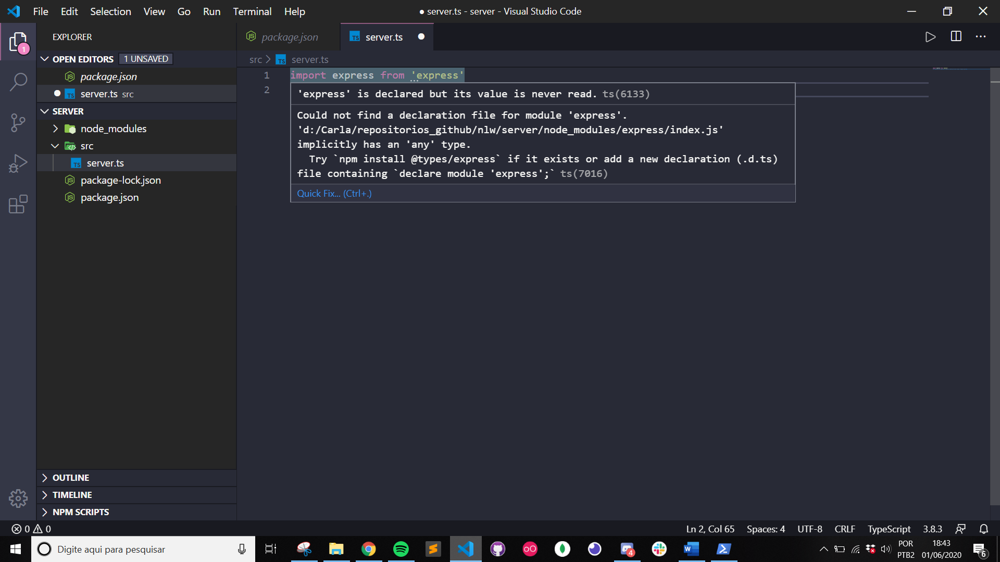 File Edit Selection View Go Run Terminal Help
● server.ts - server - Visual Studio Code
EXPLORER
OPEN EDITORS 1 UNSAVED
package.json
server.ts src
SERVER
node_modules
src
server.ts
package-lock.json
package.json
OUTLINE
TIMELINE
NPM SCRIPTS
1
package.json
TS server.ts
src > TS server.ts
1 import express from 'express'
2
'express' is declared but its value is never read. ts(6133)
Could not find a declaration file for module 'express'.
'd:/Carla/repositorios_github/nlw/server/node_modules/express/index.js'
implicitly has an 'any' type.
Try `npm install @types/express` if it exists or add a new declaration (.d.ts)
file containing `declare module 'express';` ts(7016)
Quick Fix... (Ctrl+.)
0 0
Ln 2, Col 65 Spaces: 4 UTF-8 CRLF TypeScript 3.8.3
Digite aqui para pesquisar
4
POR
PTB2
18:43
01/06/2020
6